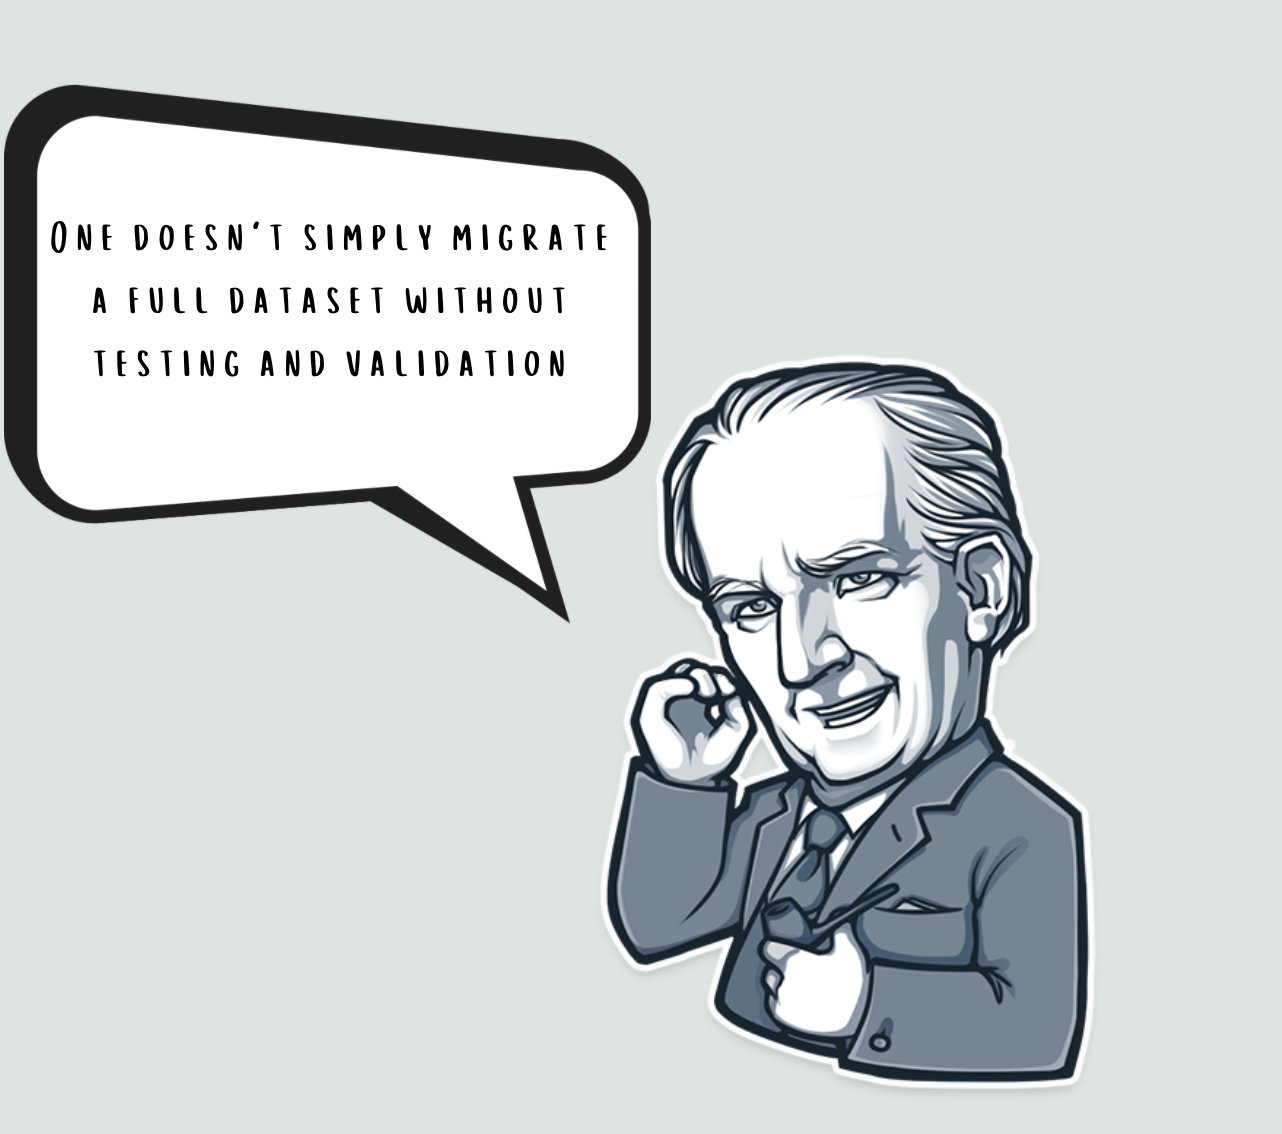 One doesn't simply migrate
a full dataset without
testing and validation